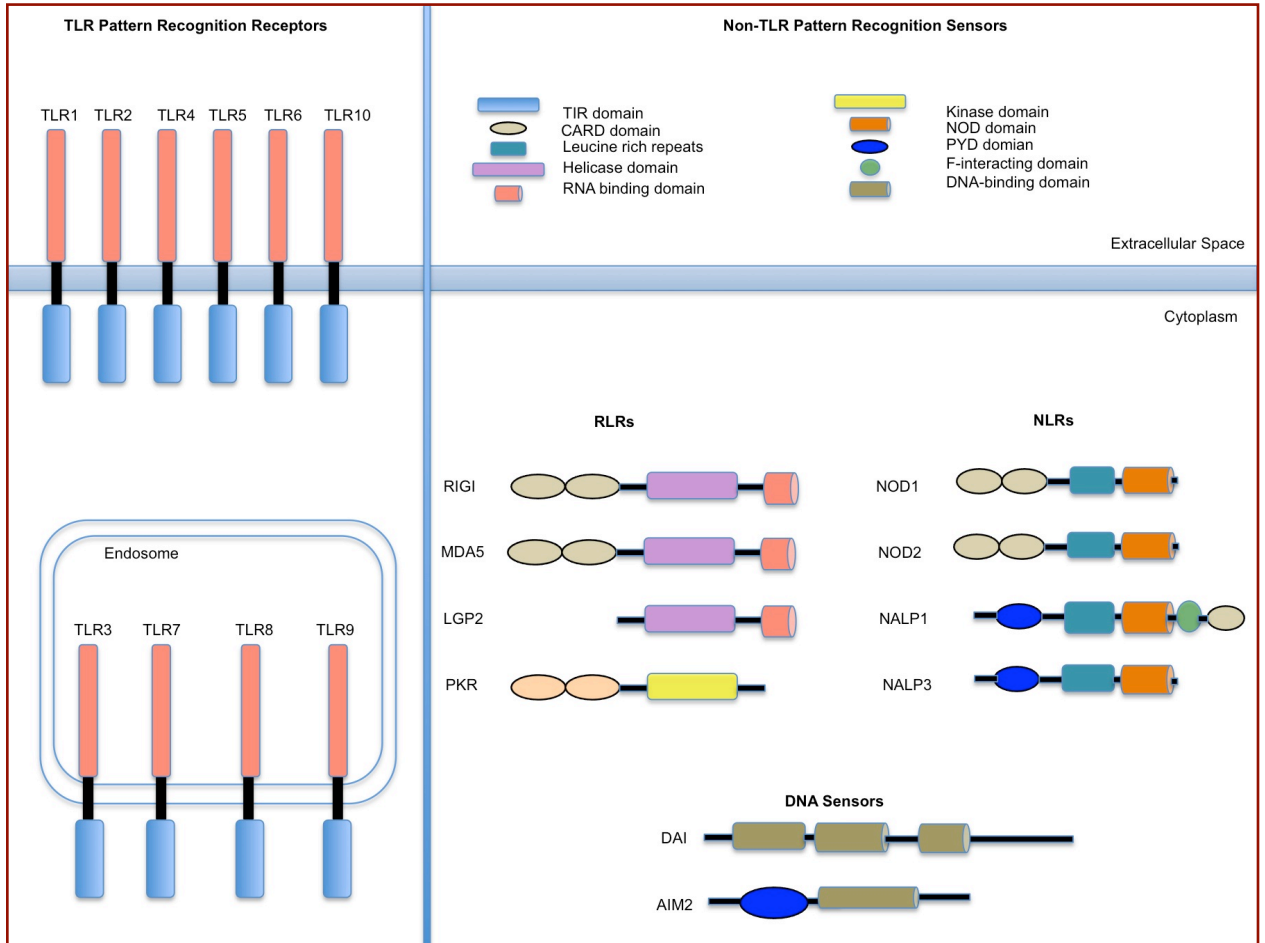 TLR Pattern Recognition Receptors
Non-TLR Pattern Recognition Sensors
TLR1 TLR2 TLR4 TLR5 TLR6 TLR10
TIR domain
CARD domain
Leucine rich repeats
Helicase domain
RNA binding domain
Kinase domain
NOD domain
PYD domian
F-interacting domain
DNA-binding domain
Extracellular Space
Cytoplasm
Endosome
TLR3 TLR7 TLR8 TLR9
RLRs
RIGI
MDA5
LGP2
PKR
NLRs
NOD1
NOD2
NALP1
NALP3
DNA Sensors
DAI
AIM2